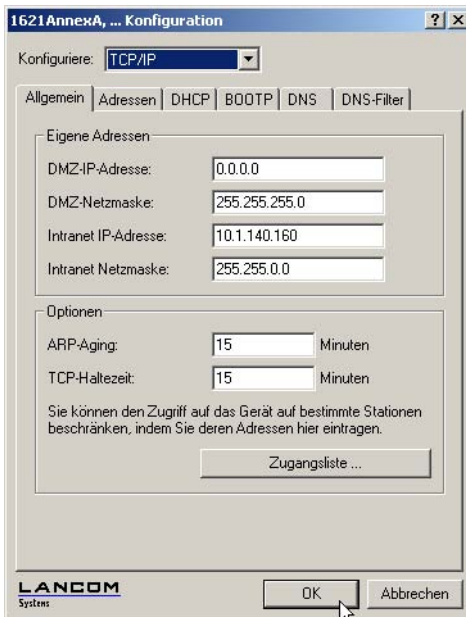 1621AnnexA, ... Konfiguration
Konfiguriere: TCP/IP
Allgemein Adressen DHCP BOOTP DNS DNS-Filter
Eigene Adressen
DMZ-IP-Adresse: 0.0.0.0
DMZ-Netzmaske: 255.255.255.0
Intranet IP-Adresse: 10.1.140.160
Intranet Netzmaske: 255.255.0.0
Optionen
ARP-Aging: 15 Minuten
TCP-Haltezeit: 15 Minuten
Sie können den Zugriff auf das Gerät auf bestimmte Stationen
beschränken, indem Sie deren Adressen hier eintragen.
Zugangsliste ...
LANCOM
Systems
OK Abbrechen